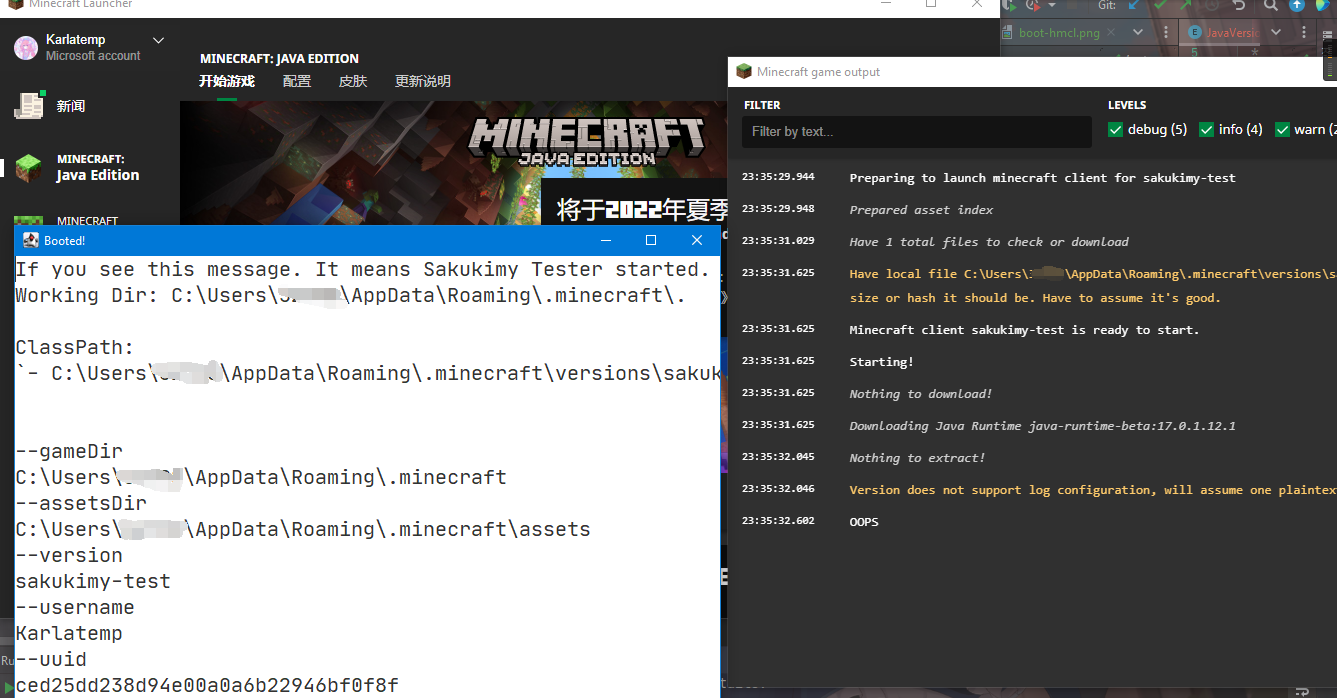 Minecraft Launcher
Karlatemp
Microsoft account
新闻
MINECRAFT:
Java Edition
MINECRAFT
MINECRAFT: JAVA EDITION
开始游戏 配置 皮肤 更新说明
MINECRAFT
JAVA EDITION
将于2022年夏季
Git:
boot-hmcl.png
JavaVersic
5
Booted!
If you see this message. It means Sakukimy Tester started.
Working Dir: C:\Users\ \AppData\Roaming\.minecraft\.
ClassPath:
`- C:\Users\ \AppData\Roaming\.minecraft\versions\sakuk
--gameDir
C:\Users\ \AppData\Roaming\.minecraft
--assetsDir
C:\Users\ \AppData\Roaming\.minecraft\assets
--version
sakukimy-test
--username
Karlatemp
--uuid
ced25dd238d94e00a0a6b22946bf0f8f
Ru
Minecraft game output
FILTER
Filter by text...
LEVELS
debug (5) info (4) warn (2
23:35:29.944 Preparing to launch minecraft client for sakukimy-test
23:35:29.948 Prepared asset index
23:35:31.029 Have 1 total files to check or download
23:35:31.625 Have local file C:\Users\ \AppData\Roaming\.minecraft\versions\sa
size or hash it should be. Have to assume it's good.
23:35:31.625 Minecraft client sakukimy-test is ready to start.
23:35:31.625 Starting!
23:35:31.625 Nothing to download!
23:35:31.625 Downloading Java Runtime java-runtime-beta:17.0.1.12.1
23:35:32.045 Nothing to extract!
23:35:32.046 Version does not support log configuration, will assume one plaintex
23:35:32.602 OOPS